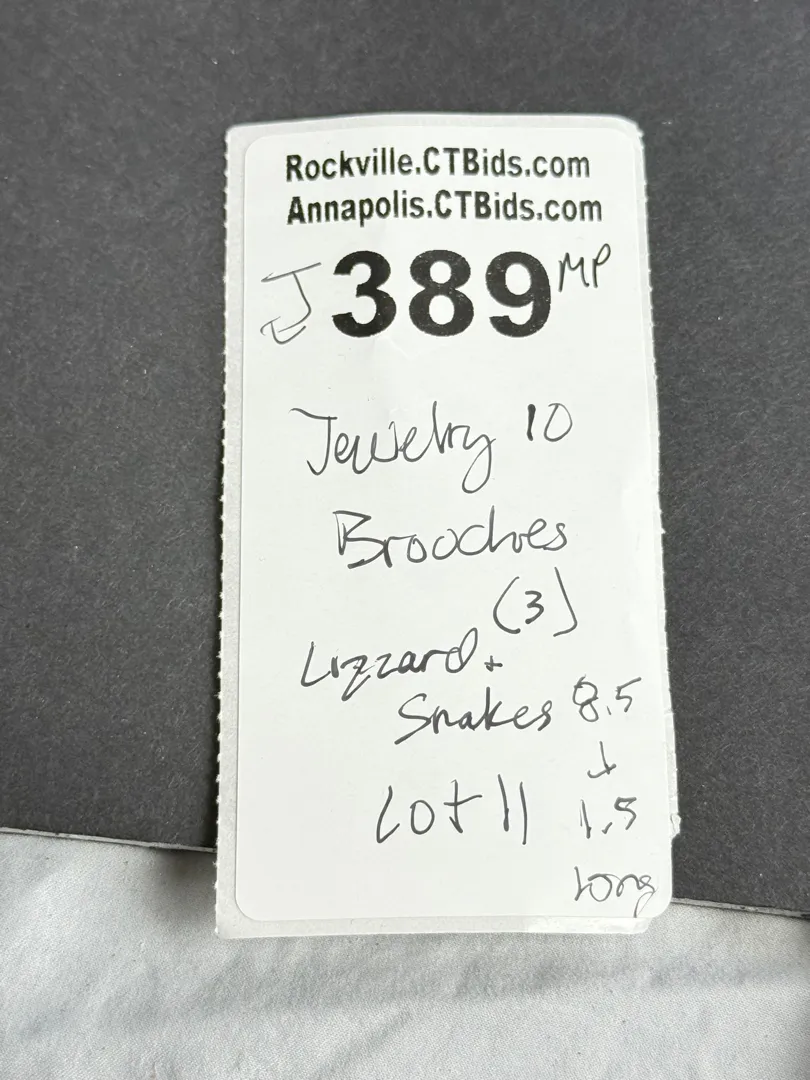 Rockville.CTBids.com
Annapolis.CTBids.com
J 389 MP
Jewelry 10
Brooches
(3)
Lizzard +
Snakes 8.5
↓
Lot 11 1.5
long